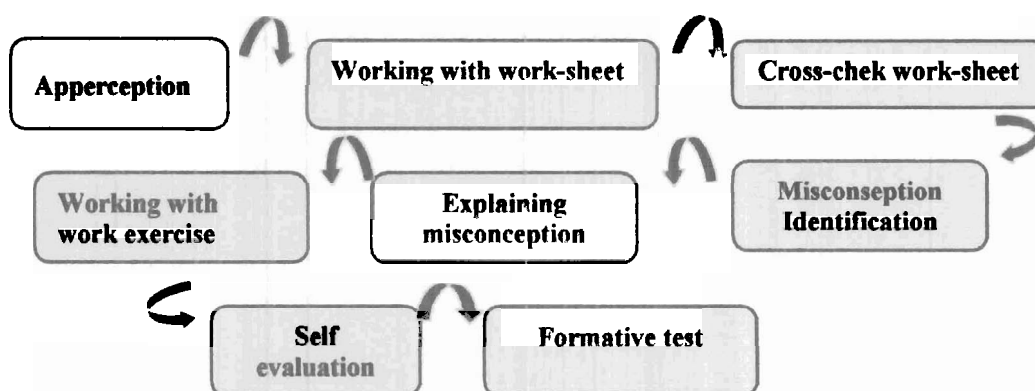 Apperception
Working with work-sheet
Cross-chek work-sheet
Working with
work exercise
Explaining
misconception
Misconseption
Identification
Self
evaluation
Formative test